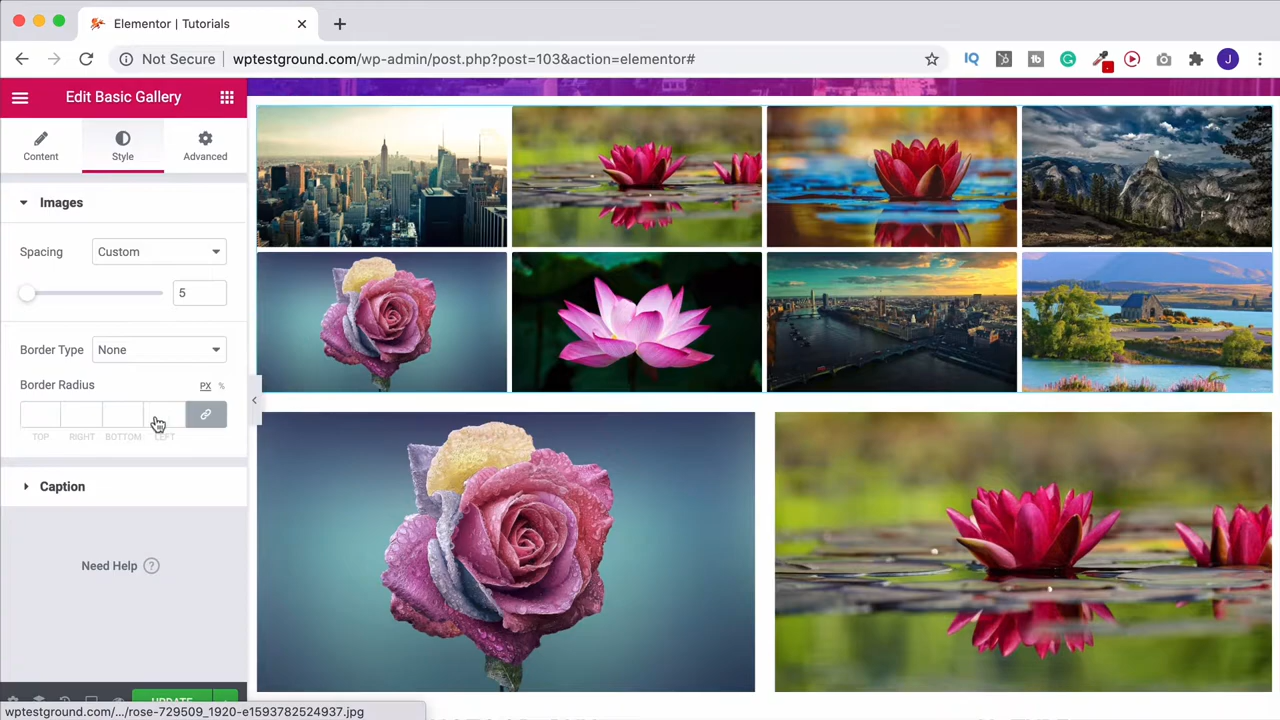 Elementor | Tutorials
Not Secure
wptestground.com/wp-admin/post.php?post=103&action=elementor#
Edit Basic Gallery
Content
Style
Advanced
Images
Spacing
Custom
5
Border Type
None
Border Radius
PX
%
TOP
RIGHT
BOTTOM
LEFT
Caption
Need Help
UPDATE
wptestground.com/.../rose-729509_1920-e1593782524937.jpg